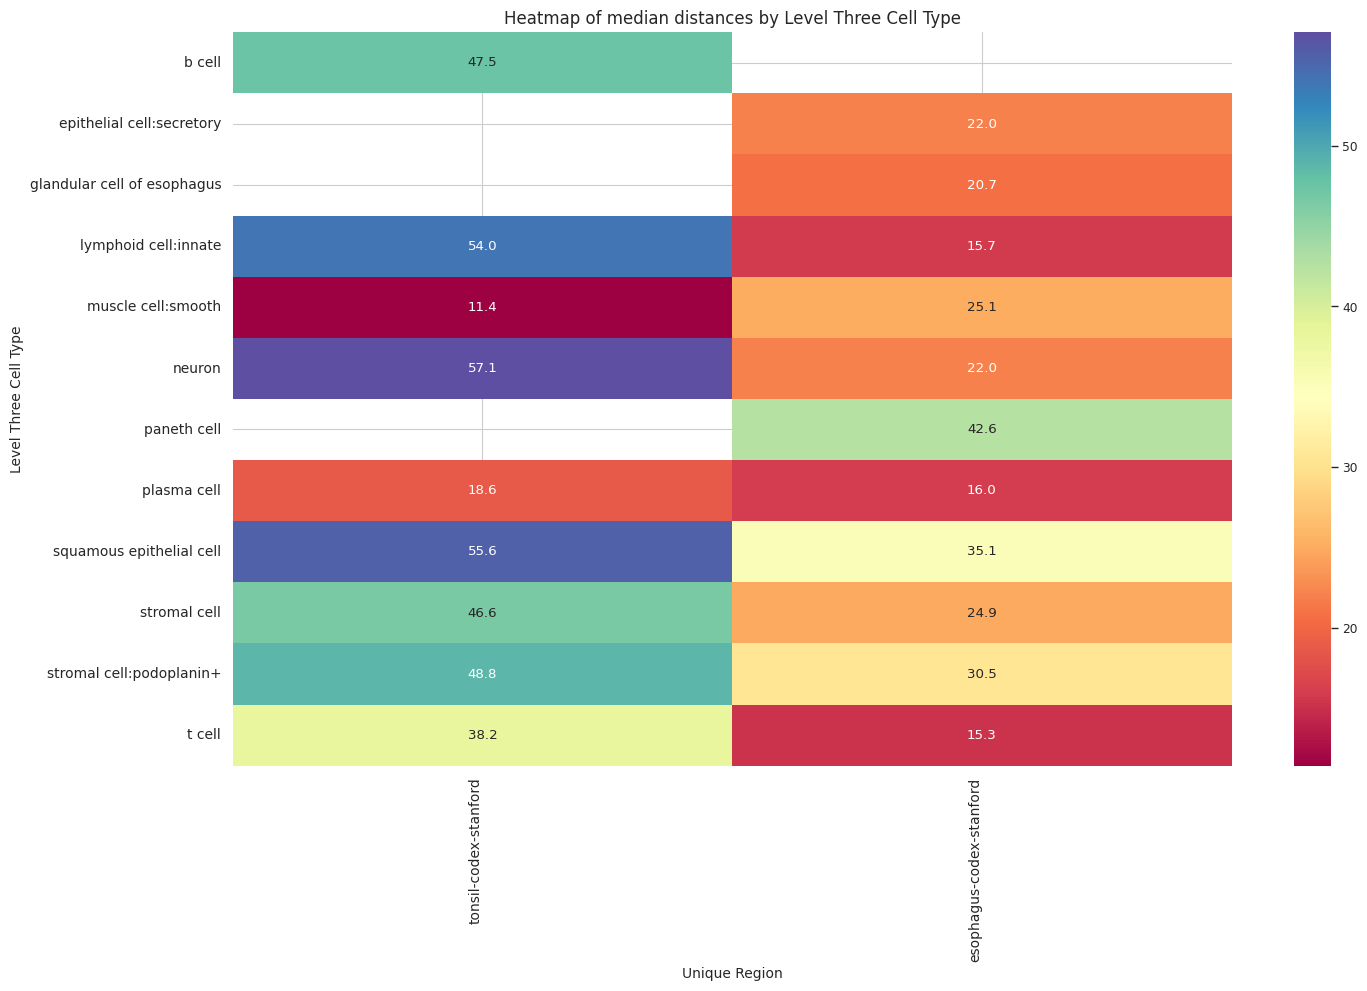 Heatmap of median distances by Level Three Cell Type
b cell 47.5
epithelial cell:secretory 22.0
glandular cell of esophagus 20.7
lymphoid cell:innate 54.0 15.7
muscle cell:smooth 11.4 25.1
neuron 57.1 22.0
paneth cell 42.6
plasma cell 18.6 16.0
squamous epithelial cell 55.6 35.1
stromal cell 46.6 24.9
stromal cell:podoplanin+ 48.8 30.5
t cell 38.2 15.3
Level Three Cell Type
tonsil-codex-stanford
esophagus-codex-stanford
Unique Region
50
40
30
20